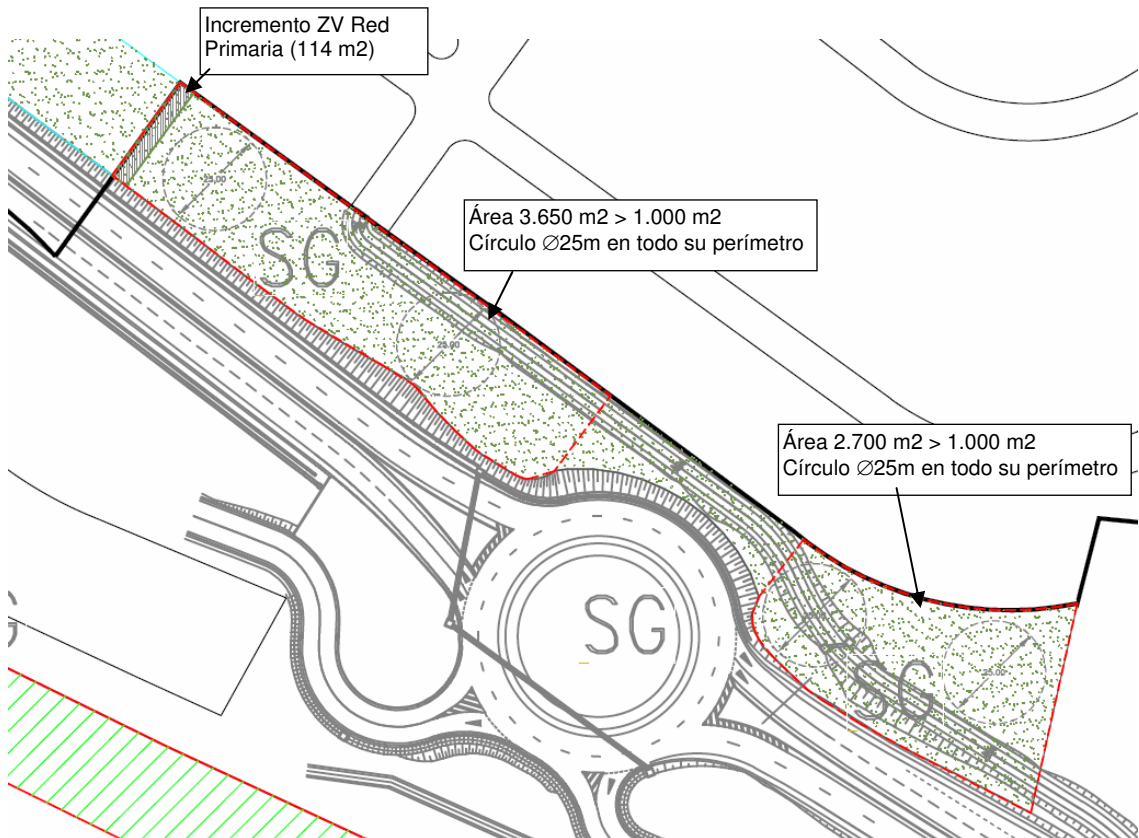 Incremento ZV Red
Primaria (114 m2)
25.00
SG
Área 3.650 m2 > 1.000 m2
Círculo ∅25m en todo su perímetro
25.00
Área 2.700 m2 > 1.000 m2
Círculo ∅25m en todo su perímetro
SG
25.00
SG
25.00